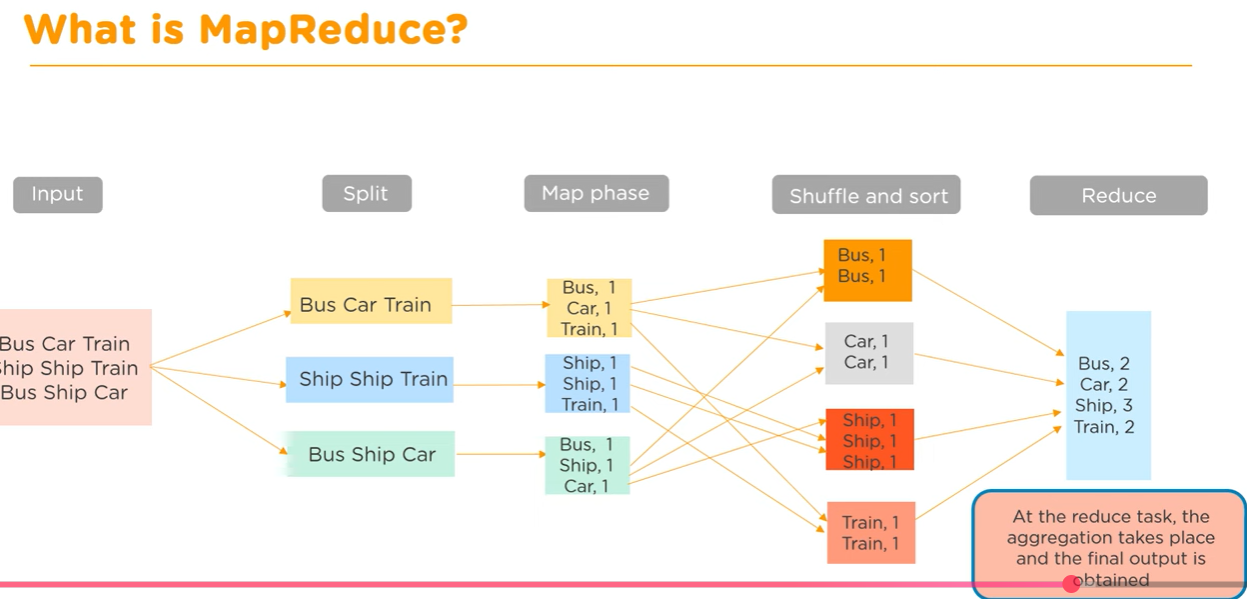 What is MapReduce?
Input
Split
Map phase
Shuffle and sort
Reduce
Bus Car Train
Ship Ship Train
Bus Ship Car
Bus Car Train
Ship Ship Train
Bus Ship Car
Bus, 1
Car, 1
Train, 1
Ship, 1
Ship, 1
Train, 1
Bus, 1
Ship, 1
Car, 1
Bus, 1
Bus, 1
Car, 1
Car, 1
Ship, 1
Ship, 1
Ship, 1
Train, 1
Train, 1
Bus, 2
Car, 2
Ship, 3
Train, 2
At the reduce task, the
aggregation takes place
and the final output is
obtained